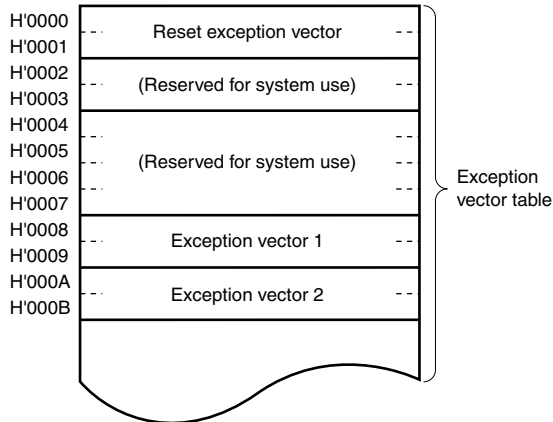 H'0000
Reset exception vector
H'0001
H'0002
(Reserved for system use)
H'0003
H'0004
H'0005
(Reserved for system use)
H'0006
H'0007
H'0008
Exception vector 1
H'0009
H'000A
Exception vector 2
H'000B
Exception
vector table